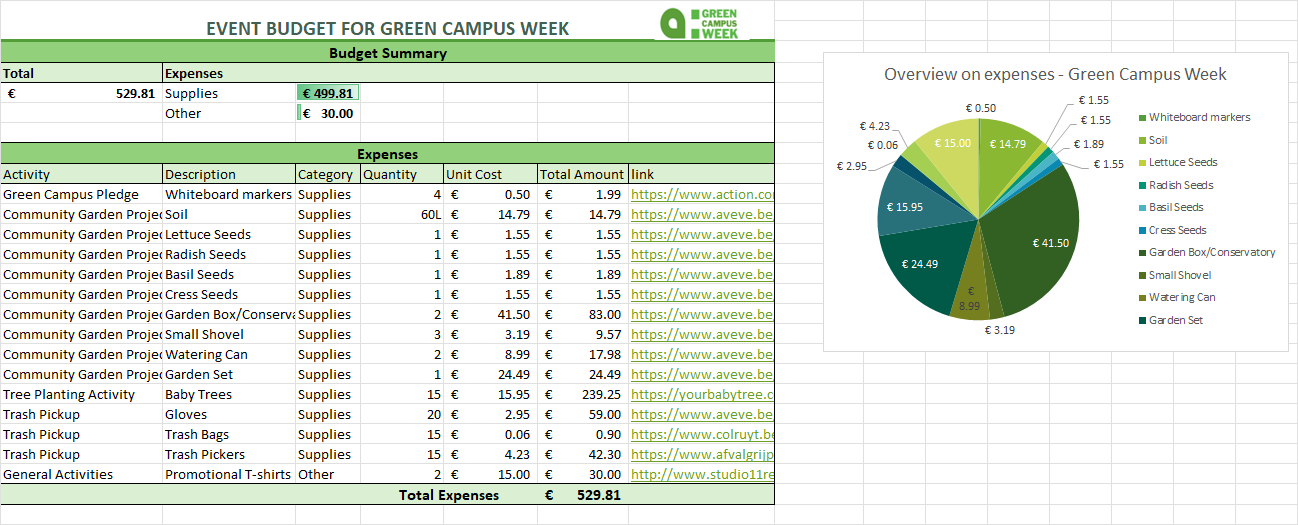 EVENT BUDGET FOR GREEN CAMPUS WEEK
GREEN
CAMPUS
WEEK
Budget Summary
Total Expenses
€ 529.81 Supplies € 499.81
Other € 30.00
Expenses
Activity Description Category Quantity Unit Cost Total Amount link
Green Campus Pledge Whiteboard markers Supplies 4 € 0.50 € 1.99 https://www.action.co
Community Garden Projec Soil Supplies 60L € 14.79 € 14.79 https://www.aveve.be
Community Garden Projec Lettuce Seeds Supplies 1 € 1.55 € 1.55 https://www.aveve.be
Community Garden Projec Radish Seeds Supplies 1 € 1.55 € 1.55 https://www.aveve.be
Community Garden Projec Basil Seeds Supplies 1 € 1.89 € 1.89 https://www.aveve.be
Community Garden Projec Cress Seeds Supplies 1 € 1.55 € 1.55 https://www.aveve.be
Community Garden Projec Garden Box/Conserva Supplies 2 € 41.50 € 83.00 https://www.aveve.be
Community Garden Projec Small Shovel Supplies 3 € 3.19 € 9.57 https://www.aveve.be
Community Garden Projec Watering Can Supplies 2 € 8.99 € 17.98 https://www.aveve.be
Community Garden Projec Garden Set Supplies 1 € 24.49 € 24.49 https://www.aveve.be
Tree Planting Activity Baby Trees Supplies 15 € 15.95 € 239.25 https://yourbabytree.c
Trash Pickup Gloves Supplies 20 € 2.95 € 59.00 https://www.aveve.be
Trash Pickup Trash Bags Supplies 15 € 0.06 € 0.90 https://www.colruyt.be
Trash Pickup Trash Pickers Supplies 15 € 4.23 € 42.30 https://www.afvalgrijp
General Activities Promotional T-shirts Other 2 € 15.00 € 30.00 http://www.studio11re
Total Expenses € 529.81
Overview on expenses - Green Campus Week
€ 0.50
€ 14.79
€ 1.55
€ 1.55
€ 1.89
€ 1.55
€ 41.50
€ 3.19
€
8.99
€ 24.49
€ 15.95
€ 2.95
€ 0.06
€ 4.23
€ 15.00
Whiteboard markers
Soil
Lettuce Seeds
Radish Seeds
Basil Seeds
Cress Seeds
Garden Box/Conservatory
Small Shovel
Watering Can
Garden Set